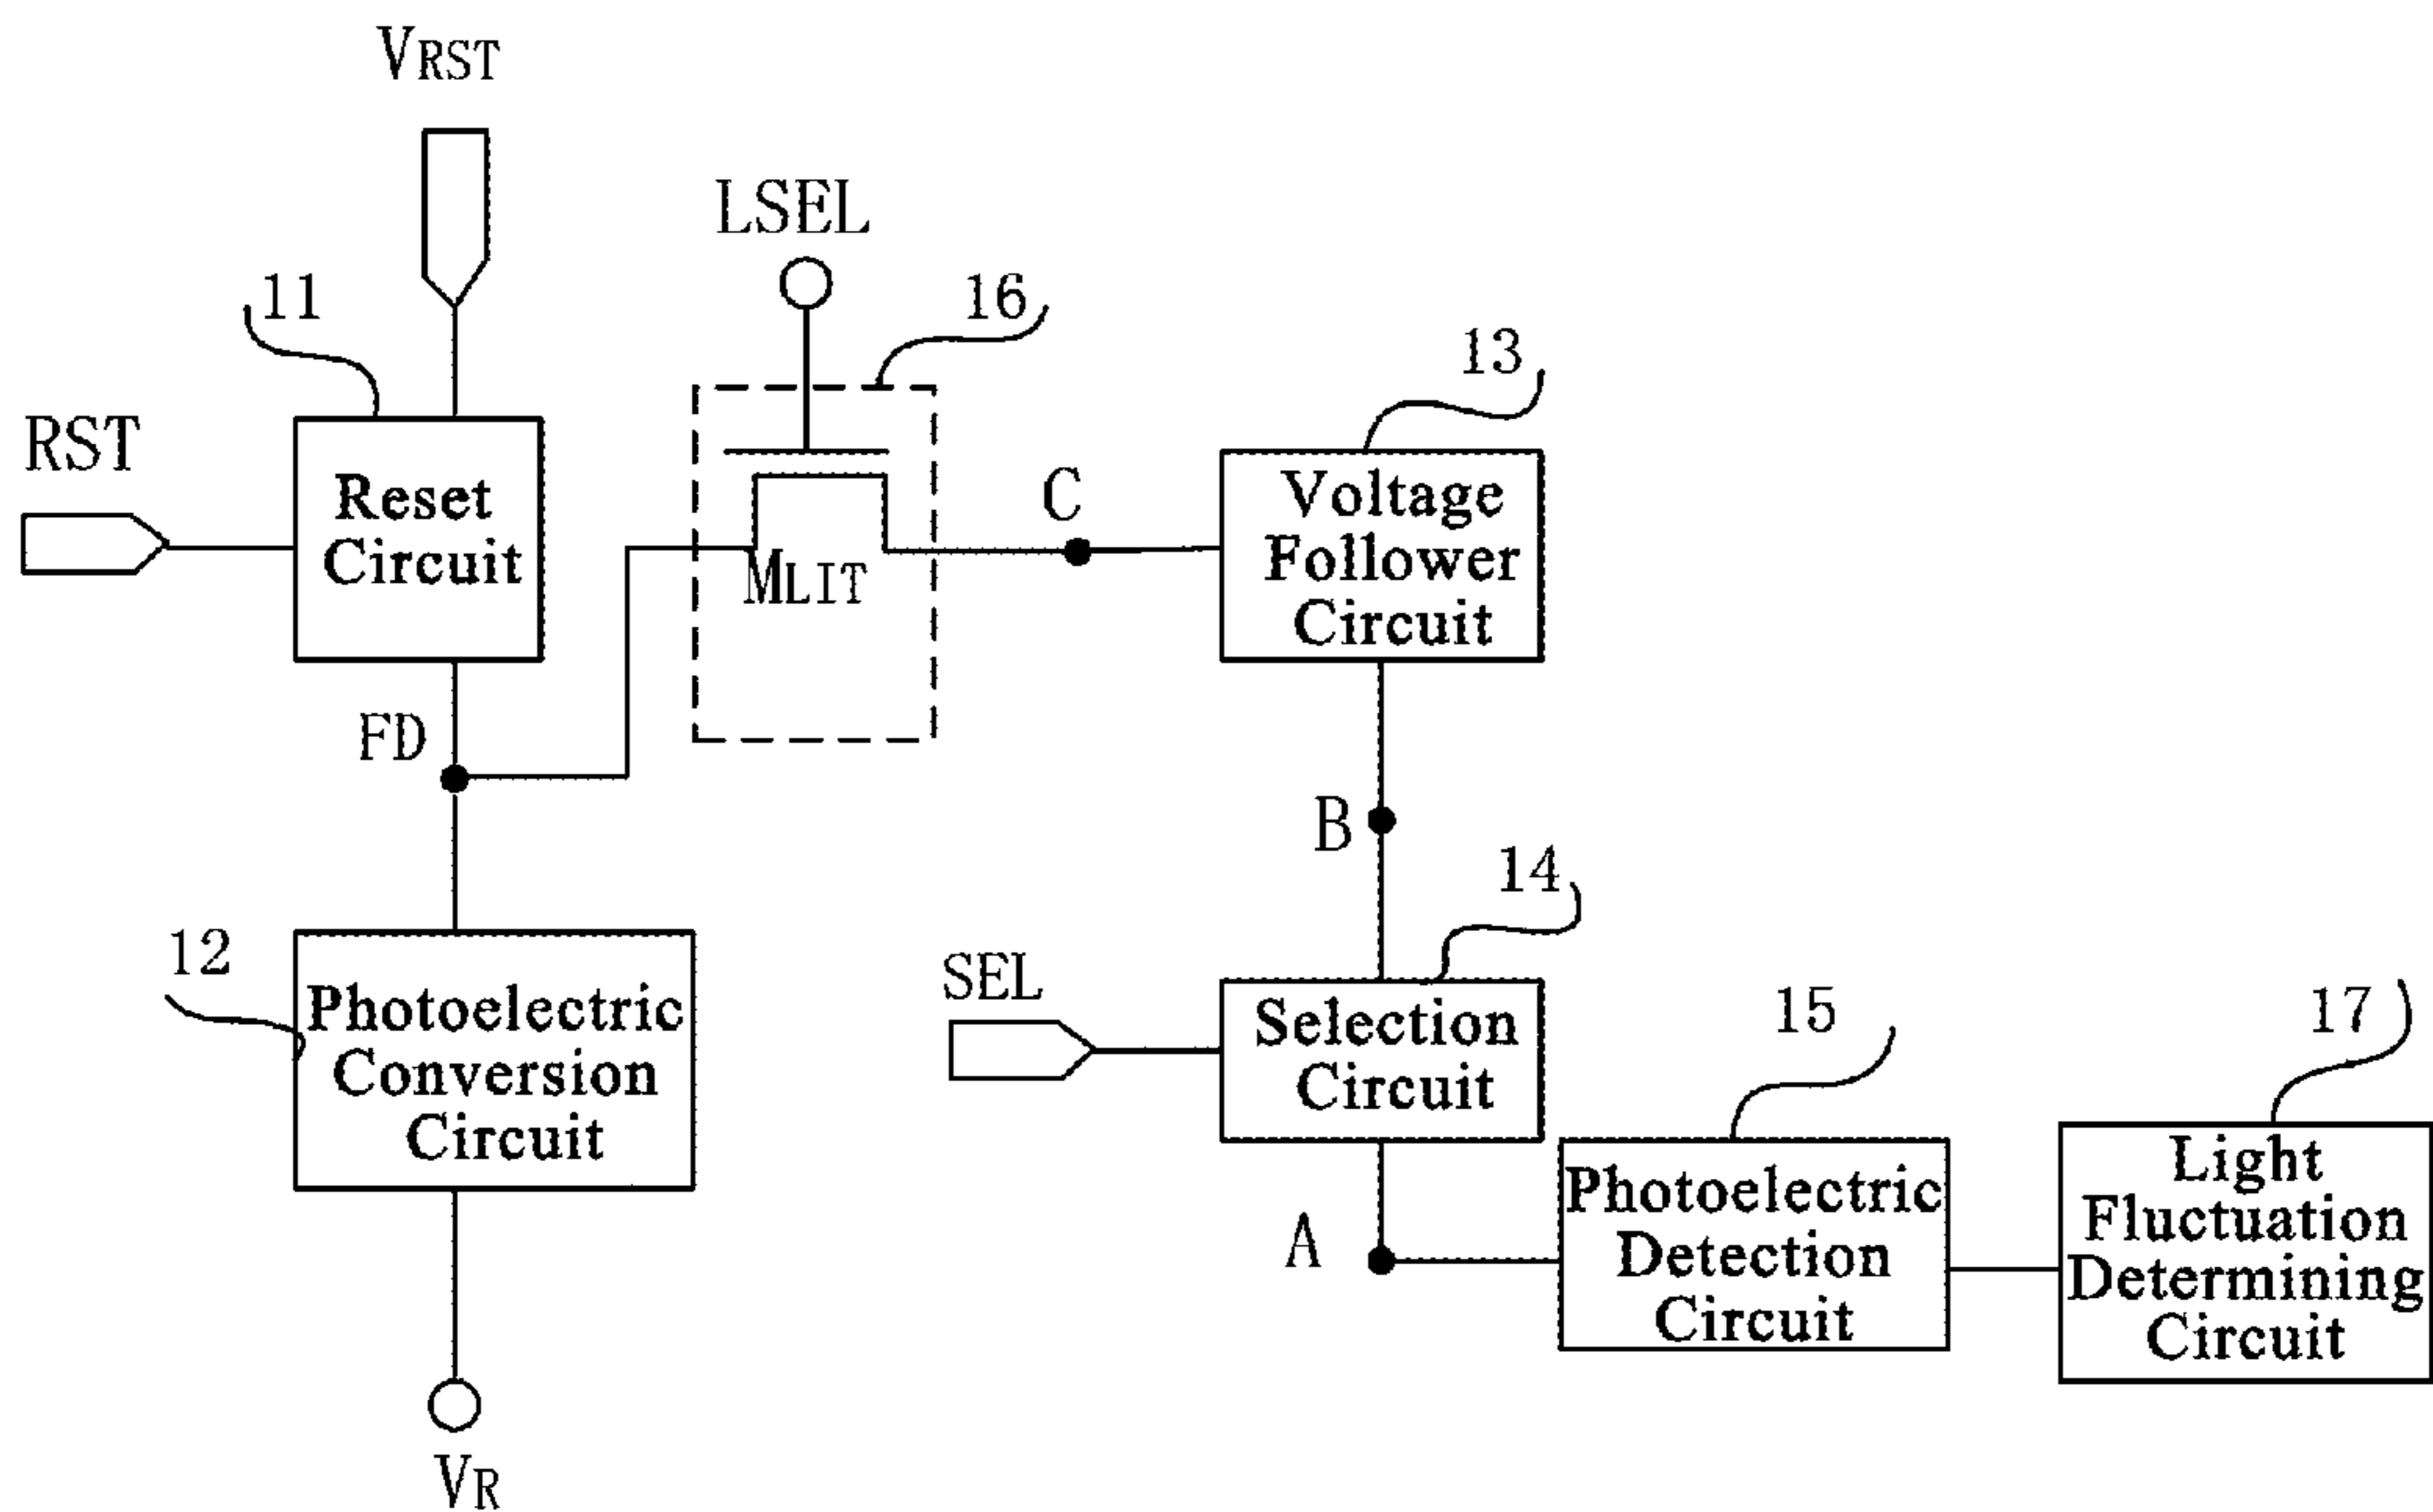 VRST
LSEL
11
16
13
RST
Reset
Circuit
C
Voltage
Follower
Circuit
MLIT
FD
B
14
12
SEL
Photoelectric
Conversion
Circuit
Selection
Circuit
15
17
A
Photoelectric
Detection
Circuit
Light
Fluctuation
Determining
Circuit
VR